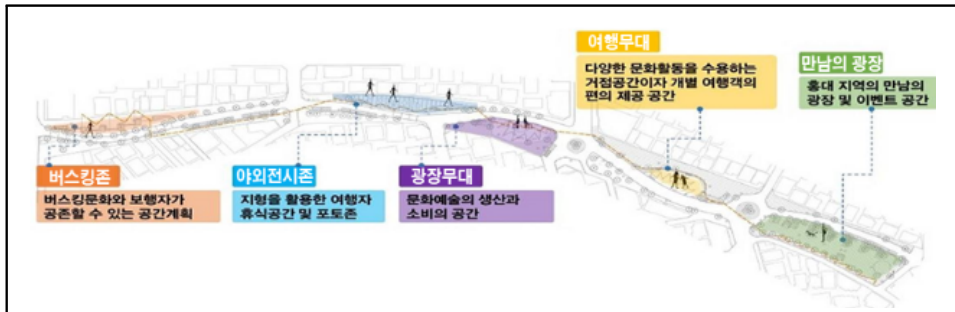 버스킹존
버스킹문화와 보행자가
공존할 수 있는 공간계획
야외전시존
지형을 활용한 여행자
휴식공간 및 포토존
광장무대
문화예술의 생산과
소비의 공간
여행무대
다양한 문화활동을 수용하는
거점공간이자 개별 여행객의
편의 제공 공간
만남의 광장
홍대 지역의 만남의
광장 및 이벤트 공간